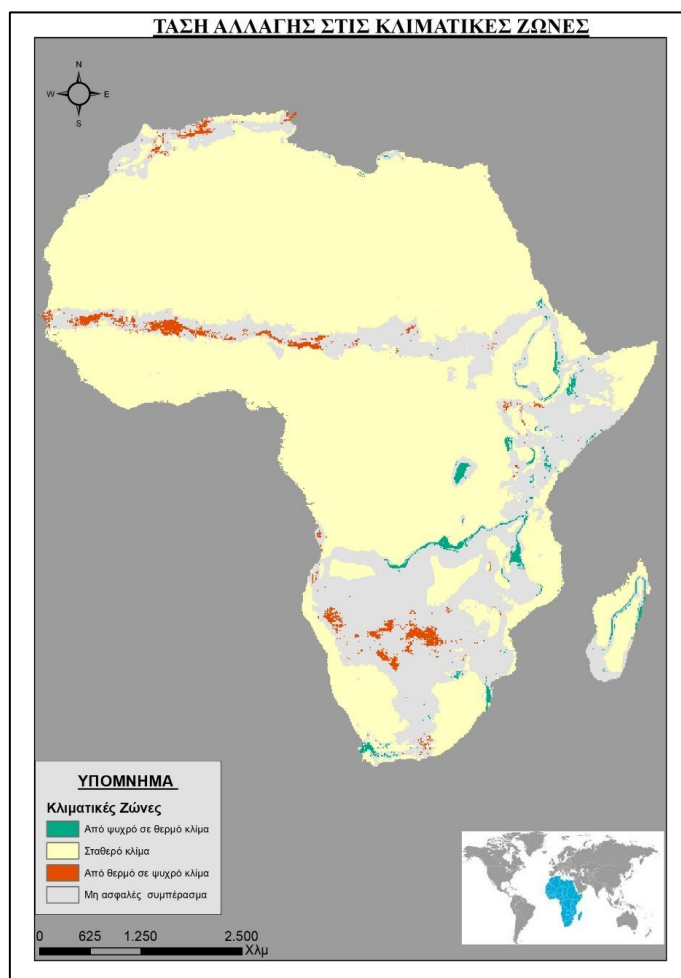 ΤΑΣΗ ΑΛΛΑΓΗΣ ΣΤΙΣ ΚΛΙΜΑΤΙΚΕΣ ΖΩΝΕΣ
N
W E
S
ΥΠΟΜΝΗΜΑ
Κλιματικές Ζώνες
Από ψυχρό σε θερμό κλίμα
Σταθερό κλίμα
Από θερμό σε ψυχρό κλίμα
Μη ασφαλές συμπέρασμα
0 625 1.250 2.500
Χλμ